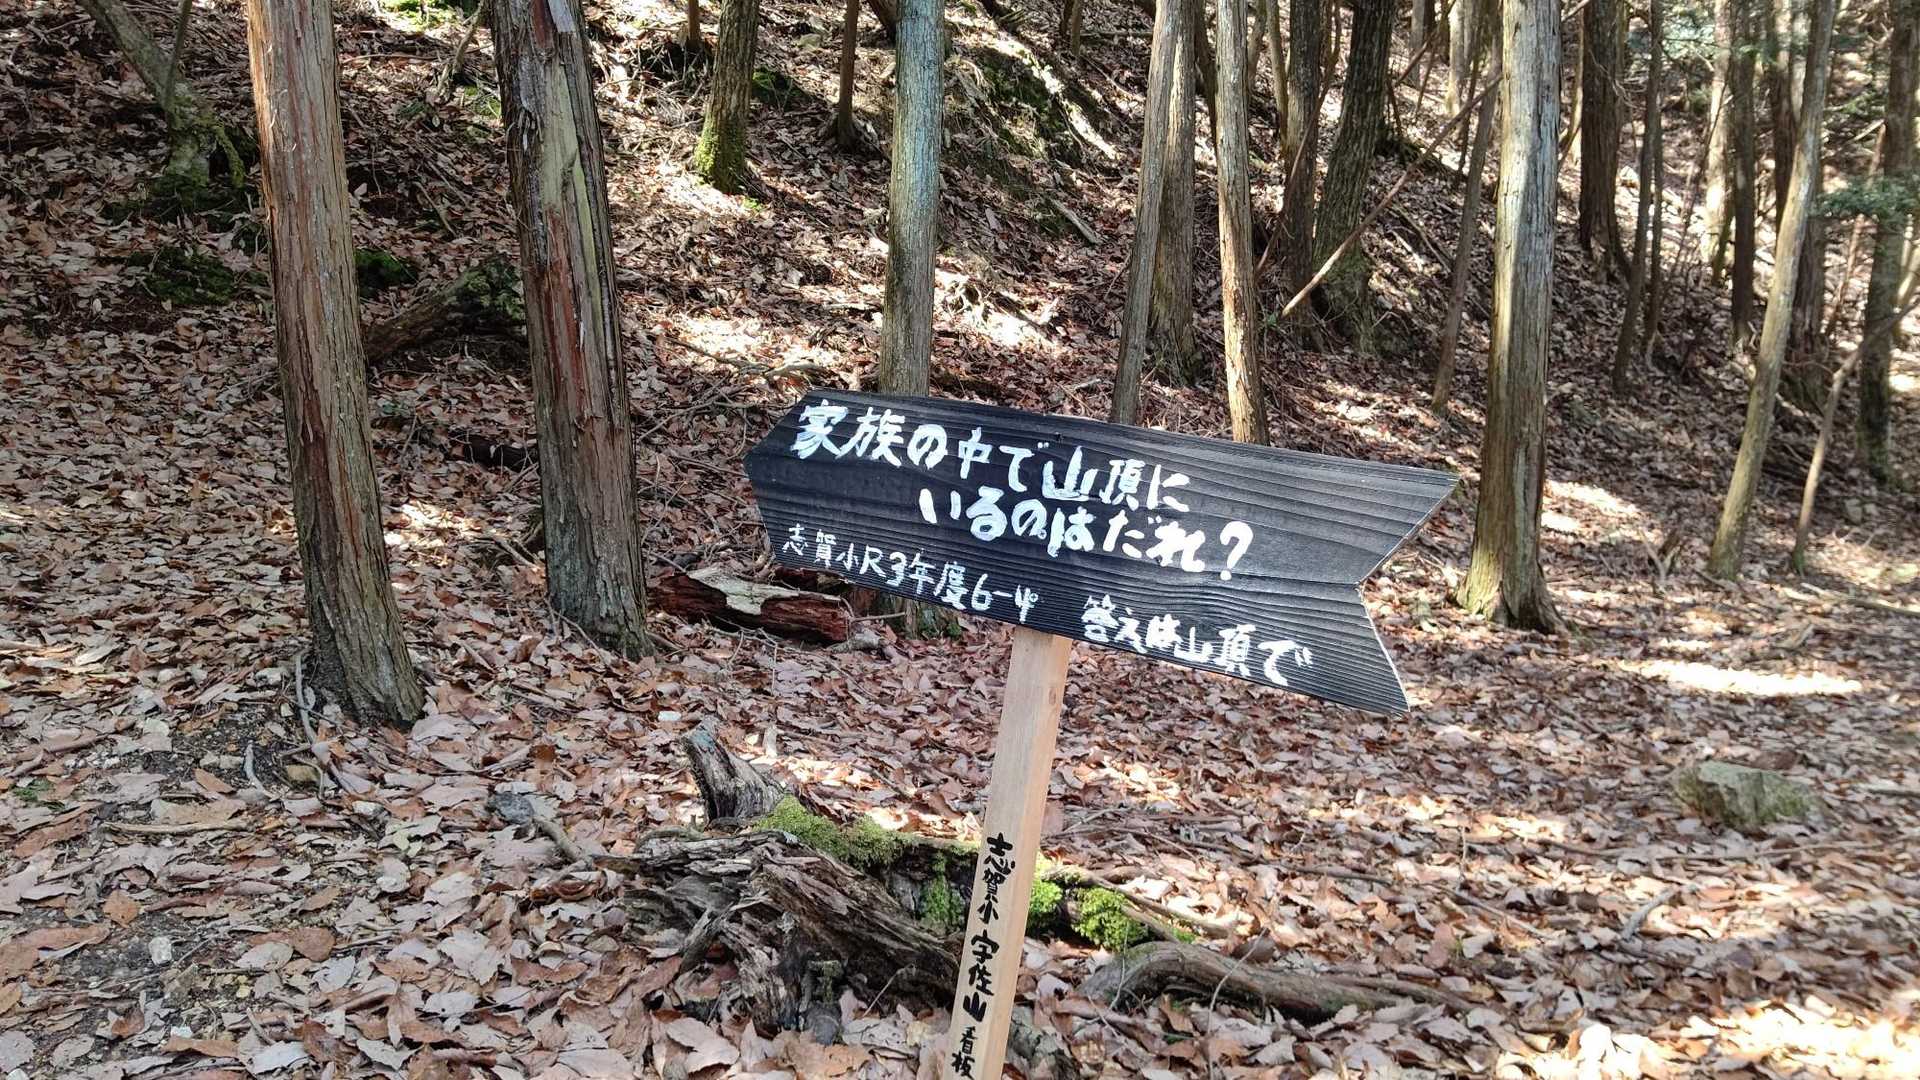 家族の中で山頂に
いるのはだれ？
志賀小R3年度6-4
答えは山頂で
志賀小 宇佐山 看板